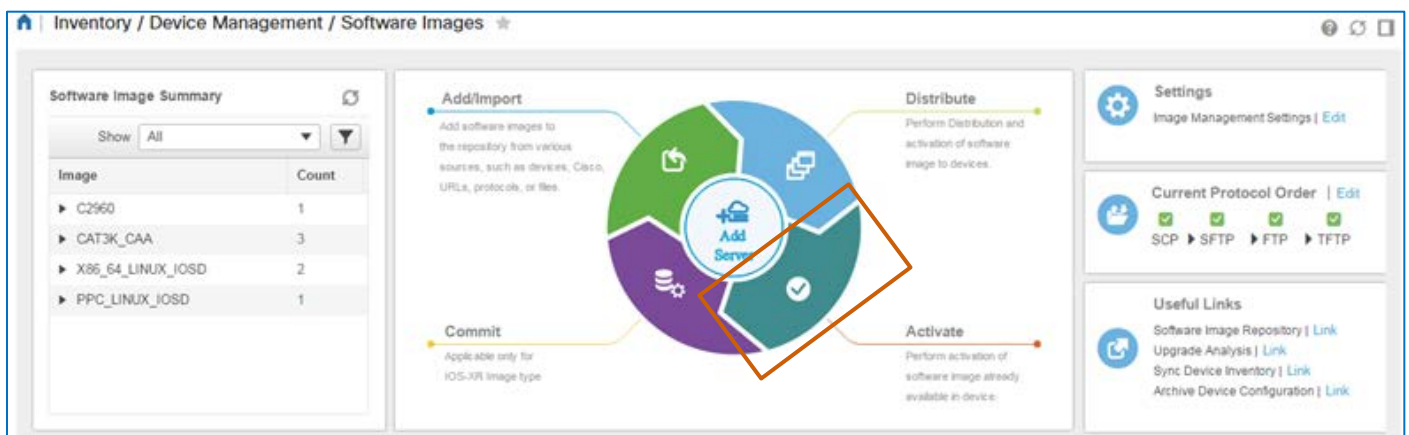 Inventory / Device Management / Software Images
Software Image Summary
Show All
Image Count
C2960 1
CAT3K_CAA 3
X86_64_LINUX_IOSD 2
PPC_LINUX_IOSD 1
Add/Import
Add software images to
the repository from various
sources, such as devices, Cisco,
URLs, protocols, or files.
Distribute
Perform Distribution and
activation of software
image to devices.
Add
Server
Commit
Applicable only for
IOS-XR image type
Activate
Perform activation of
software image already
available in device.
Settings
Image Management Settings | Edit
Current Protocol Order | Edit
SCP SFTP FTP TFTP
Useful Links
Software Image Repository | Link
Upgrade Analysis | Link
Sync Device Inventory | Link
Archive Device Configuration | Link